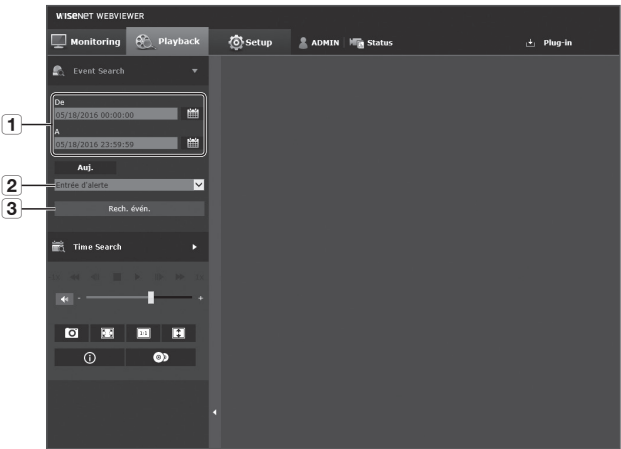 WISENET WEBVIEWER
Monitoring Playback Setup ADMIN Status Plug-in
Event Search
De
05/18/2016 00:00:00
1
A
05/18/2016 23:59:59
Auj.
2 Entrée d'alerte
3 Rech. évén.
Time Search
- +
1:1